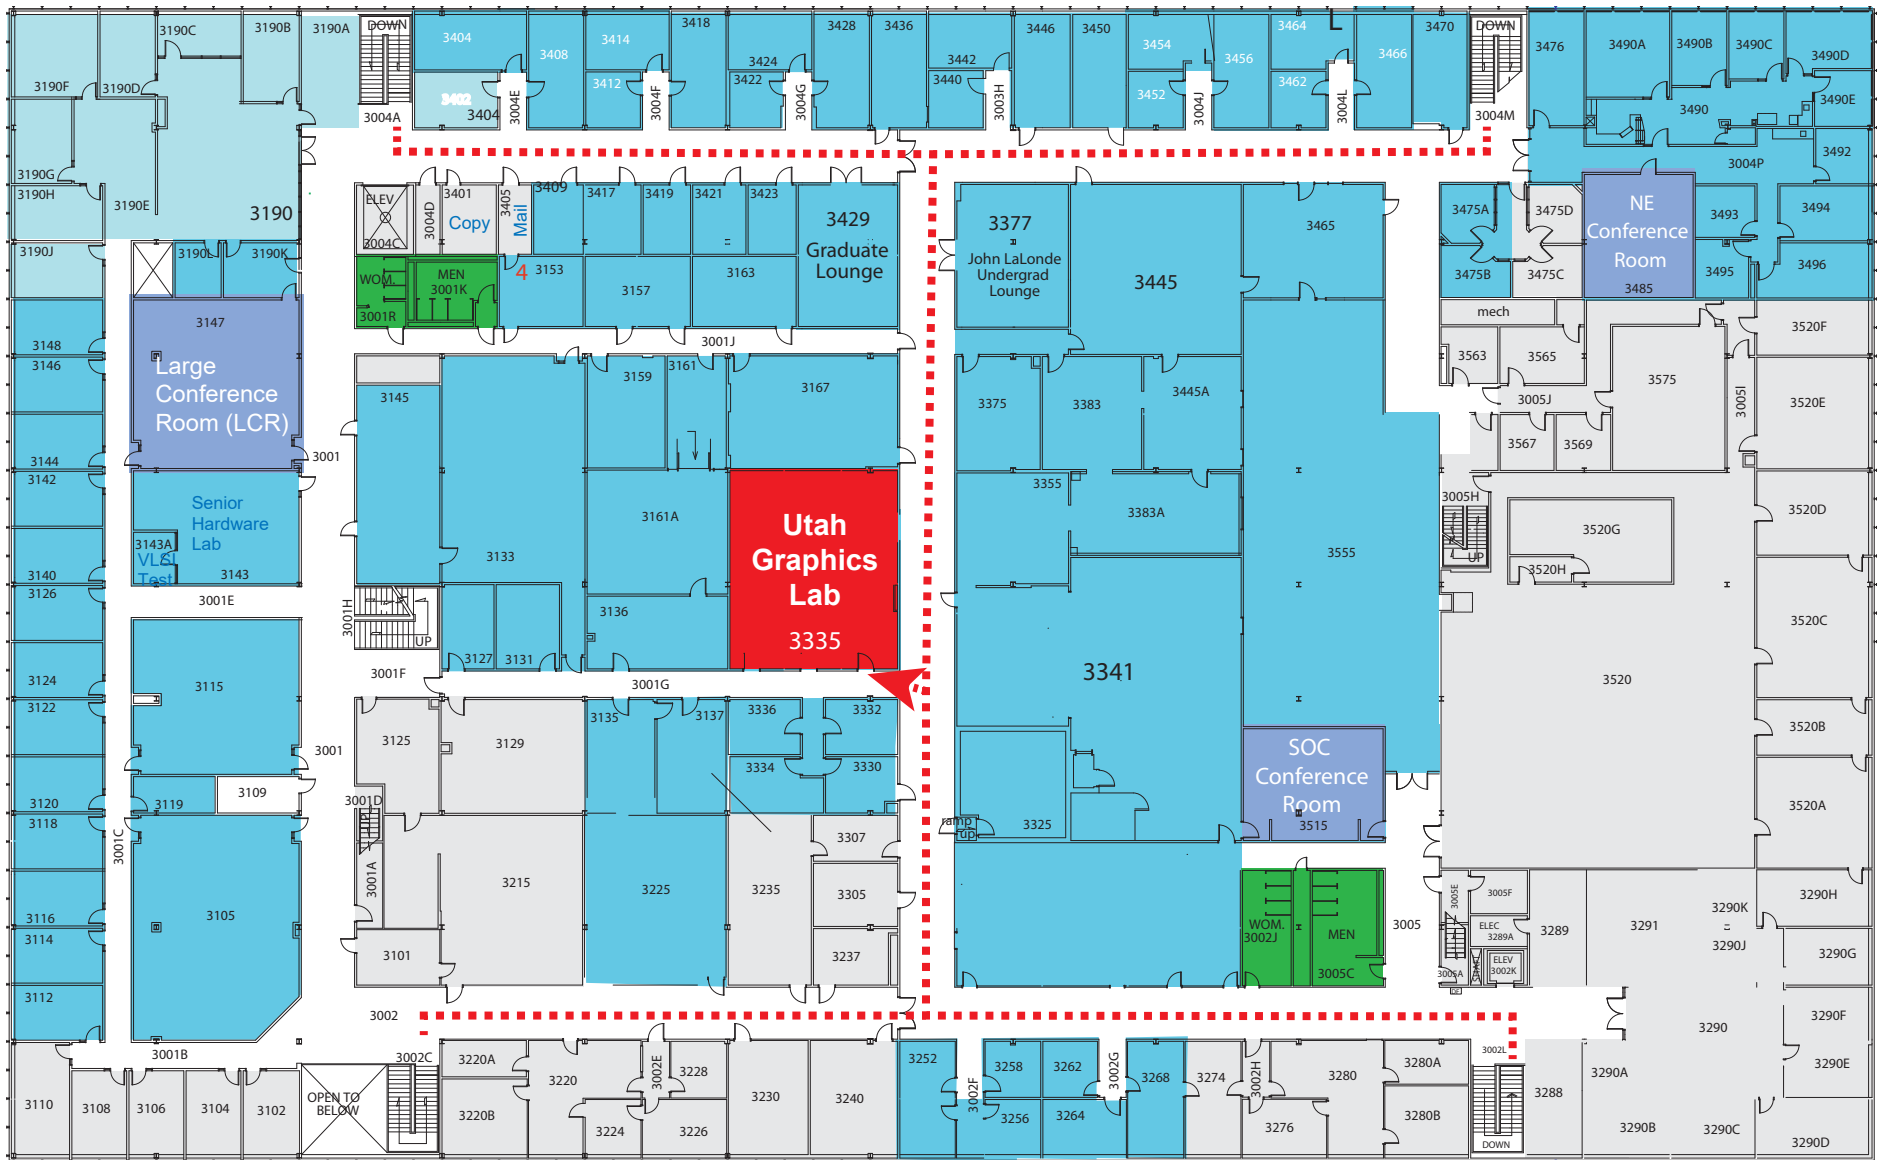 3190C
3190B
3190A
DOWN
3404
3408
3414
3418
3424
3428
3436
3442
3446
3450
3454
3456
3464
L
3466
3470
DOWN
3476
3490A
3490B
3490C
3490D
3190F
3190D
3402
3404
3004A
3004E
3412
3004F
3422
3004G
3440
3003H
3452
3004J
3462
3004L
3004M
3490
3490E
3004P
3492
3190G
3190H
3190E
3190
ELEV
3004C
3004D
3401
Copy
3405
Mail
3409
3417
3419
3421
3423
3429
Graduate
Lounge
3377
John LaLonde
Undergrad
Lounge
3445
3465
3475A
3475D
3475B
3475C
NE
Conference
Room
3485
3493
3494
3495
3496
3190J
3190L
3190K
WOM.
3001R
MEN
3001K
4
3153
3157
3163
3001J
3147
Large
Conference
Room (LCR)
3148
3146
3144
3142
3140
3126
3124
3122
3120
3118
3116
3114
3112
3001
3145
3159
3161
3167
3375
3383
3445A
mech
3563
3565
3575
3005J
3567
3569
3005I
3520F
3520E
3520D
3520C
3520B
3520A
Senior
Hardware
Lab
3143A
VLSI
Test
3143
3001E
3133
3161A
Utah
Graphics
Lab
3335
3355
3383A
3555
3005H
UP
3520G
3520H
3520
3001H
UP
3127
3131
3136
3001F
3001G
3341
3115
3001
3119
3109
3001C
3105
3125
3129
3135
3137
3336
3332
3334
3330
3001D
UP
3001A
3215
3225
3235
3307
3305
3237
3101
ramp
up
3325
SOC
Conference
Room
3515
WOM.
3002J
MEN
3005C
3005
3005E
3005F
ELEC
3289A
3005A
SHAFT
ELEV
3002K
DF
3289
3291
3290K
3290J
3290H
3290G
3290
3290F
3290E
3290A
3290B
3290C
3290D
3288
3002
3001B
3002C
3110
3108
3106
3104
3102
OPEN TO
BELOW
3220A
3220B
3220
3002E
3228
3224
3226
3230
3240
3252
3002F
3258
3256
3262
3264
3002G
3268
3274
3002H
3276
3280
3280A
3280B
3002L
DOWN